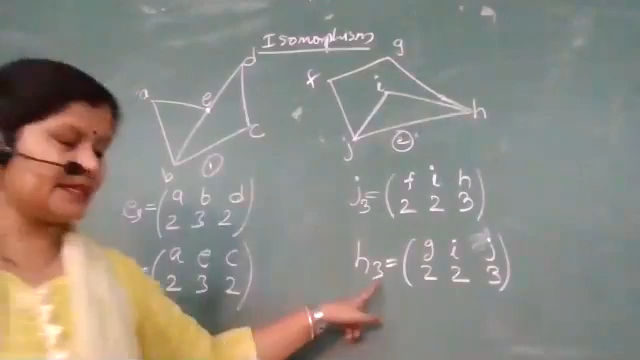 Isomorphism
a e d c b ①
f g i h j ②
e₃ = (a b d
2 3 2)
= (a e c
2 3 2)
j₃ = (f i h
2 2 3)
h₃ = (g i j
2 2 3)